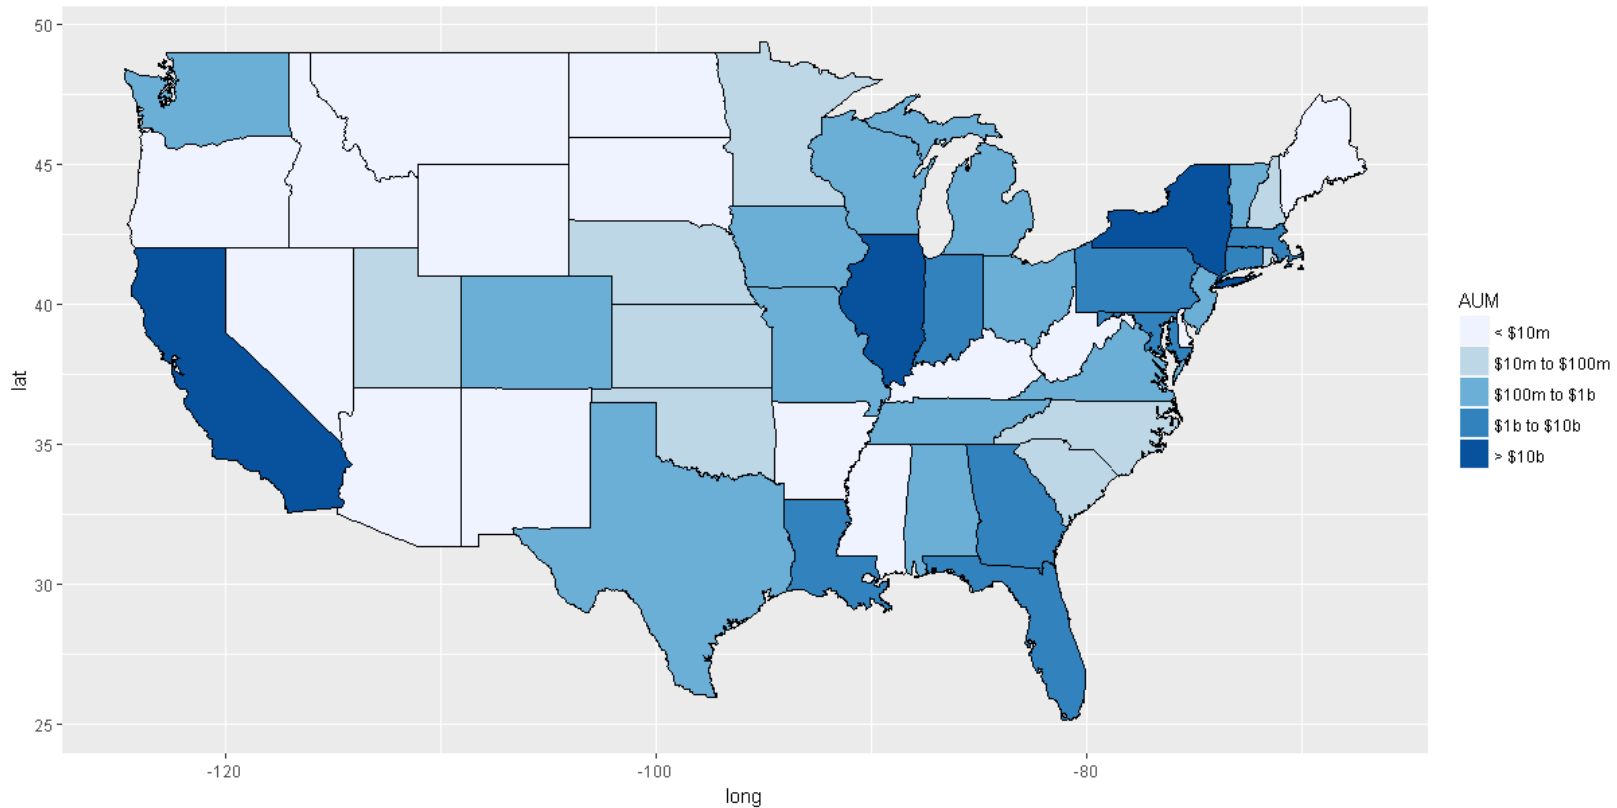 50
45
40
35
30
25
lat
-120
-100
-80
long
AUM
< $10m
$10m to $100m
$100m to $1b
$1b to $10b
> $10b